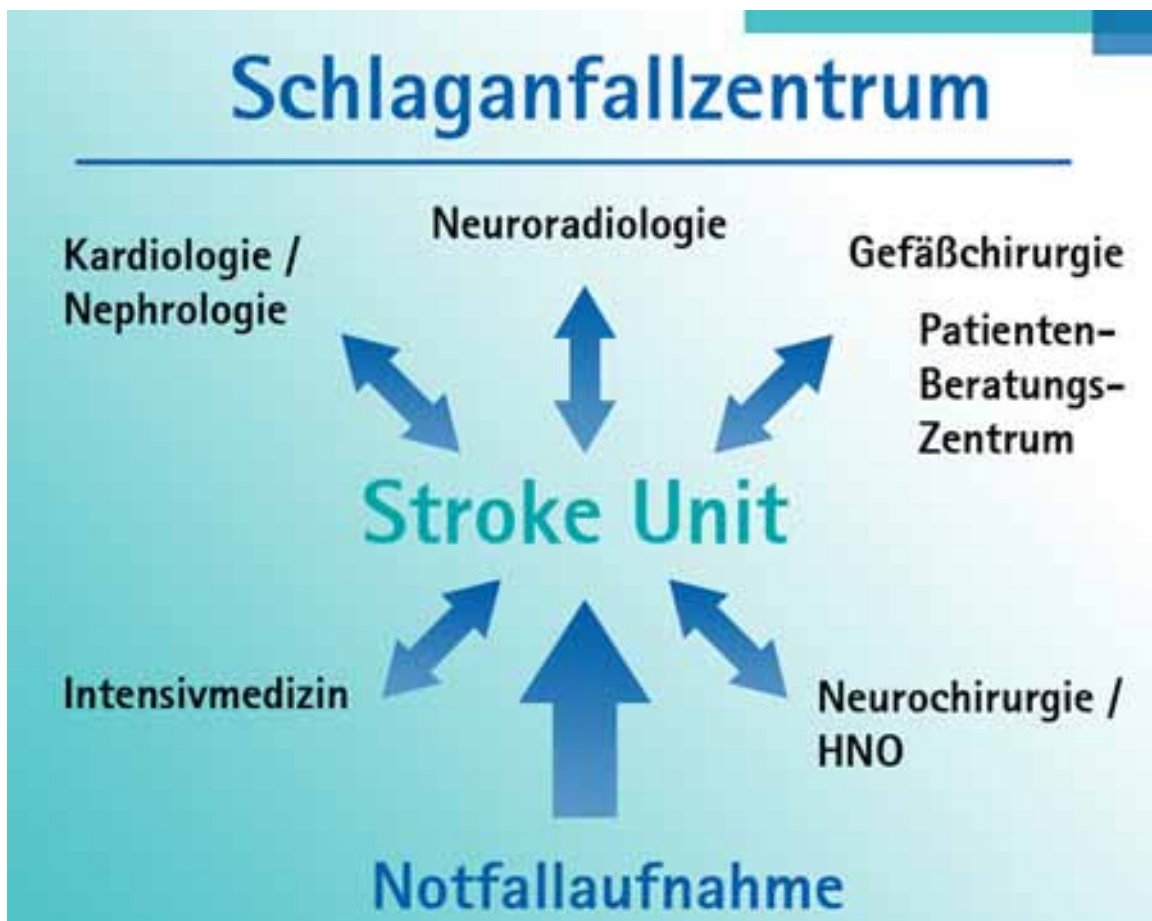 Schlaganfallzentrum
Neuroradiologie
Kardiologie /
Nephrologie
Gefäßchirurgie
Patienten-
Beratungs-
Zentrum
Stroke Unit
Intensivmedizin
Neurochirurgie /
HNO
Notfallaufnahme